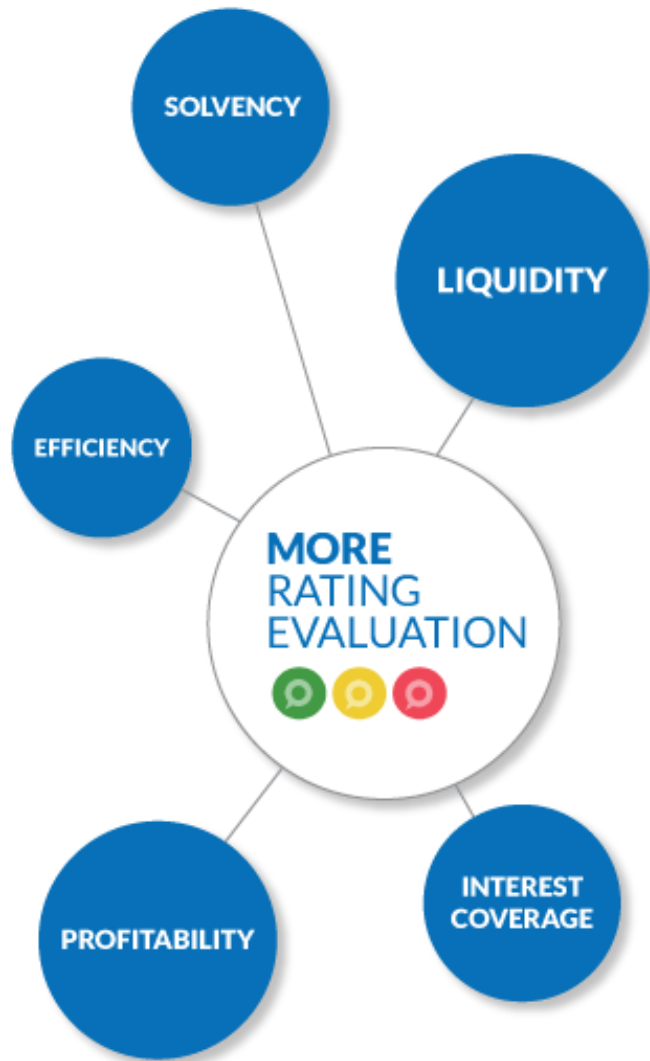 SOLVENCY
LIQUIDITY
EFFICIENCY
MORE
RATING
EVALUATION
PROFITABILITY
INTEREST
COVERAGE